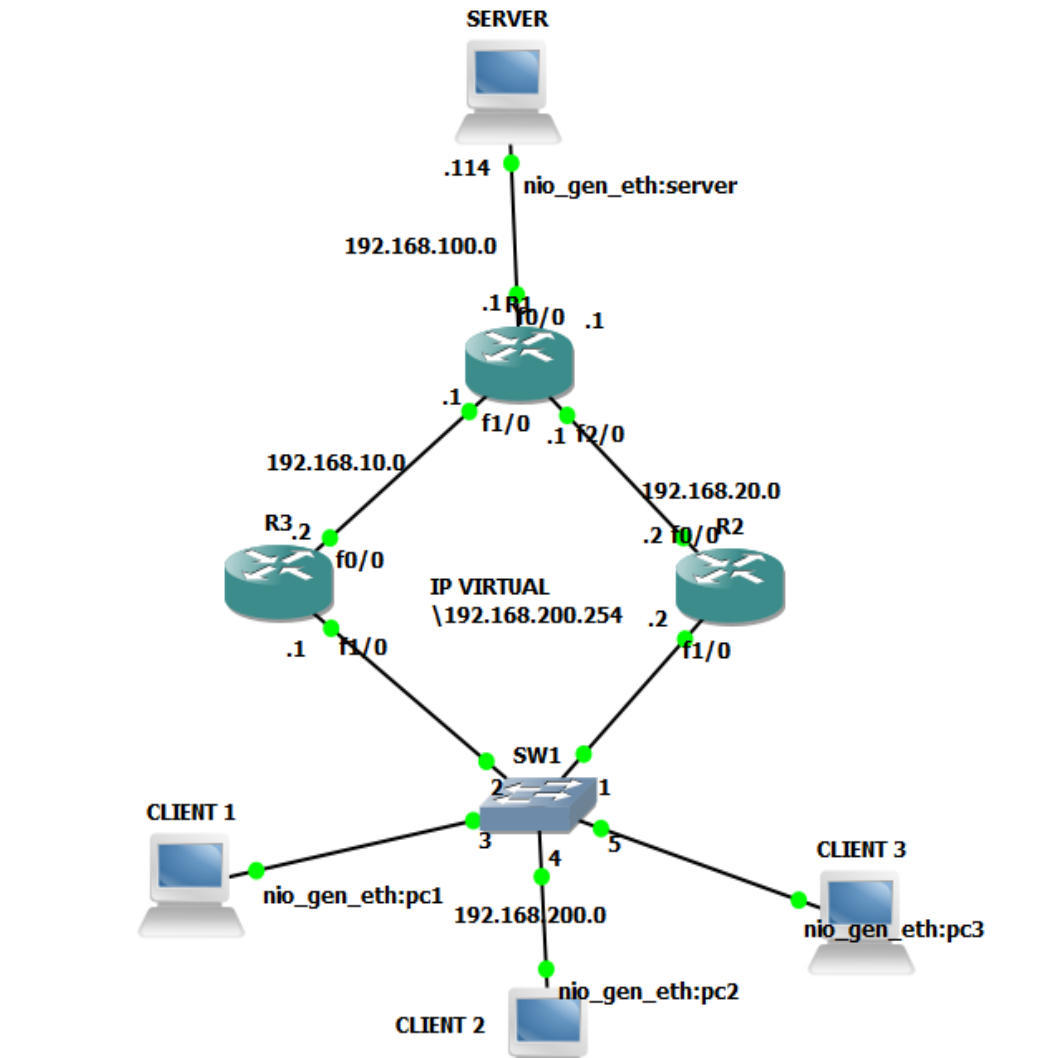 SERVER
.114
nio_gen_eth:server
192.168.100.0
.1
R1
f0/0
.1
.1
f1/0
.1
f2/0
192.168.10.0
192.168.20.0
R3
.2
f0/0
.2
f0/0
R2
IP VIRTUAL
\192.168.200.254
.1
f1/0
.2
f1/0
SW1
2
1
CLIENT 1
3
4
5
CLIENT 3
nio_gen_eth:pc1
192.168.200.0
nio_gen_eth:pc3
nio_gen_eth:pc2
CLIENT 2